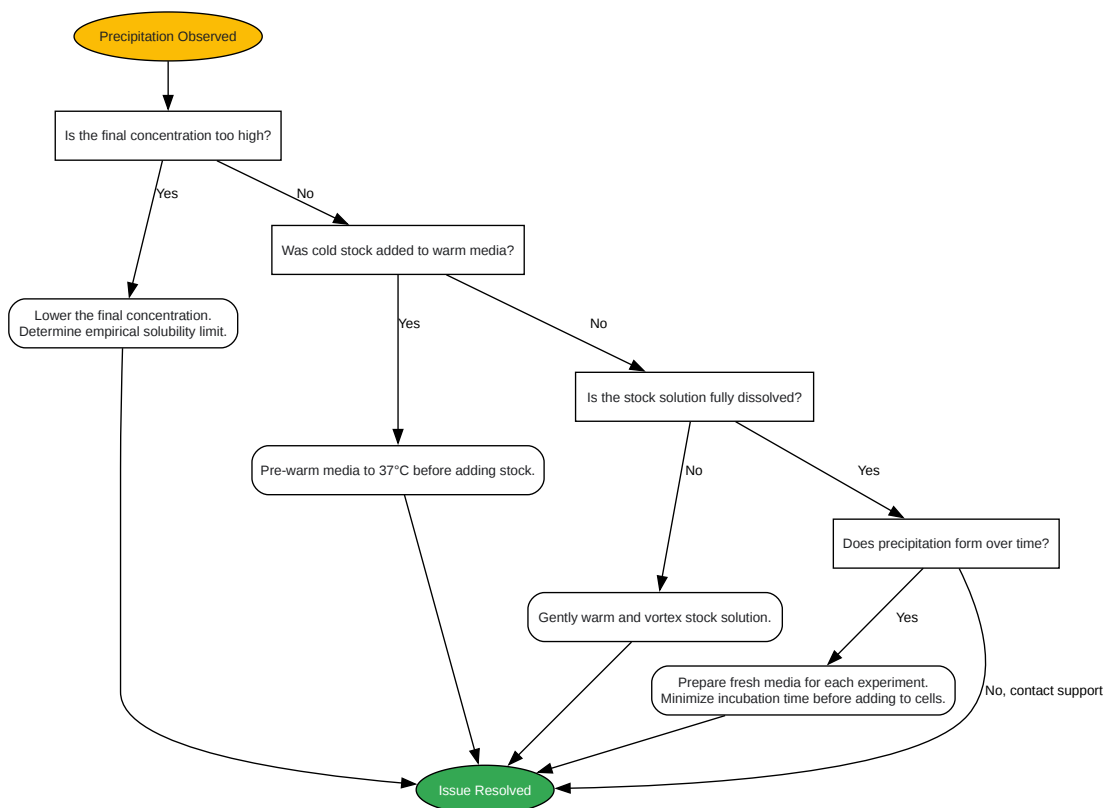 Precipitation Observed
Is the final concentration too high?
Yes
No
Was cold stock added to warm media?
Lower the final concentration.
Determine empirical solubility limit.
Yes
No
Is the stock solution fully dissolved?
Pre-warm media to 37°C before adding stock.
No
Yes
Does precipitation form over time?
Gently warm and vortex stock solution.
Yes
Prepare fresh media for each experiment.
Minimize incubation time before adding to cells.
No, contact support
Issue Resolved